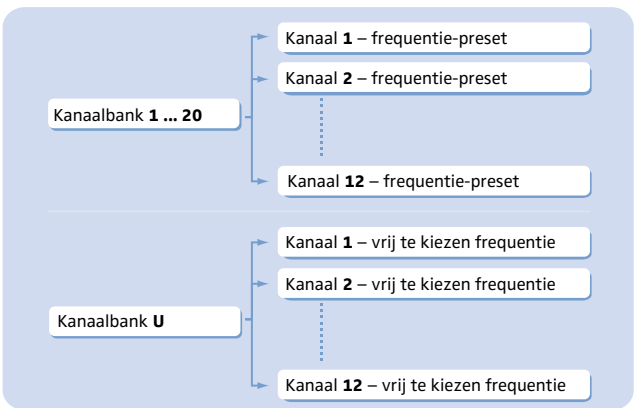 Kanaal 1 – frequentie-preset
Kanaal 2 – frequentie-preset
Kanaalbank 1 ... 20
Kanaal 12 – frequentie-preset
Kanaal 1 – vrij te kiezen frequentie
Kanaal 2 – vrij te kiezen frequentie
Kanaalbank U
Kanaal 12 – vrij te kiezen frequentie